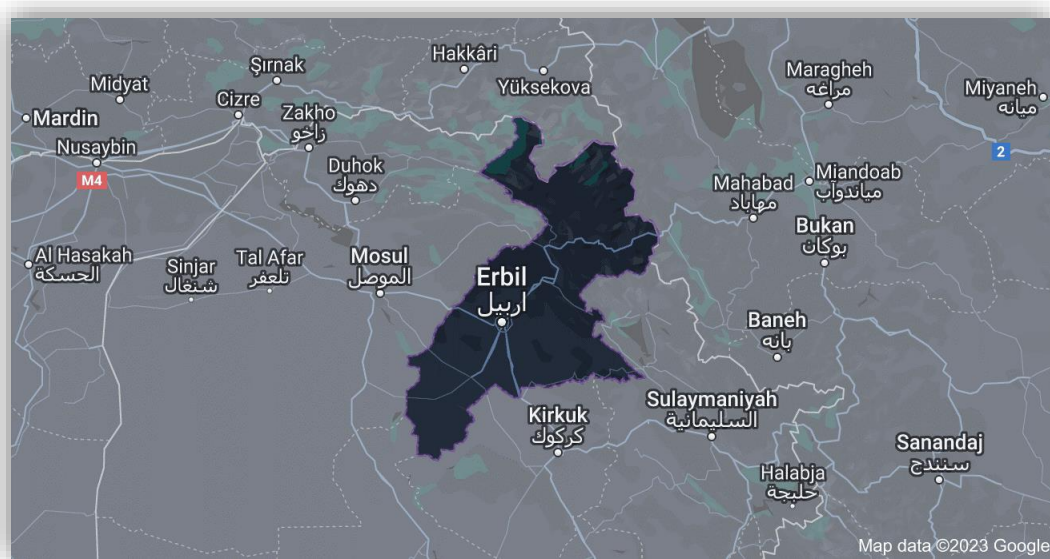 Hakkâri
Yüksekova
Şırnak
Midyat
Cizre
Zakho
زاخو
Mardin
Nusaybin
M4
Duhok
دهوك
Maragheh
مراغه
Miyaneh
میانه
2
Miandoab
میاندوآب
Mahabad
مهاباد
Bukan
بوکان
Al Hasakah
الحسكة
Sinjar
شنگال
Tal Afar
تلعفر
Mosul
الموصل
Erbil
اربيل
Baneh
بانه
Kirkuk
كركوك
Sulaymaniyah
السليمانية
Sanandaj
سنندج
Halabja
حلبجة
Map data ©2023 Google